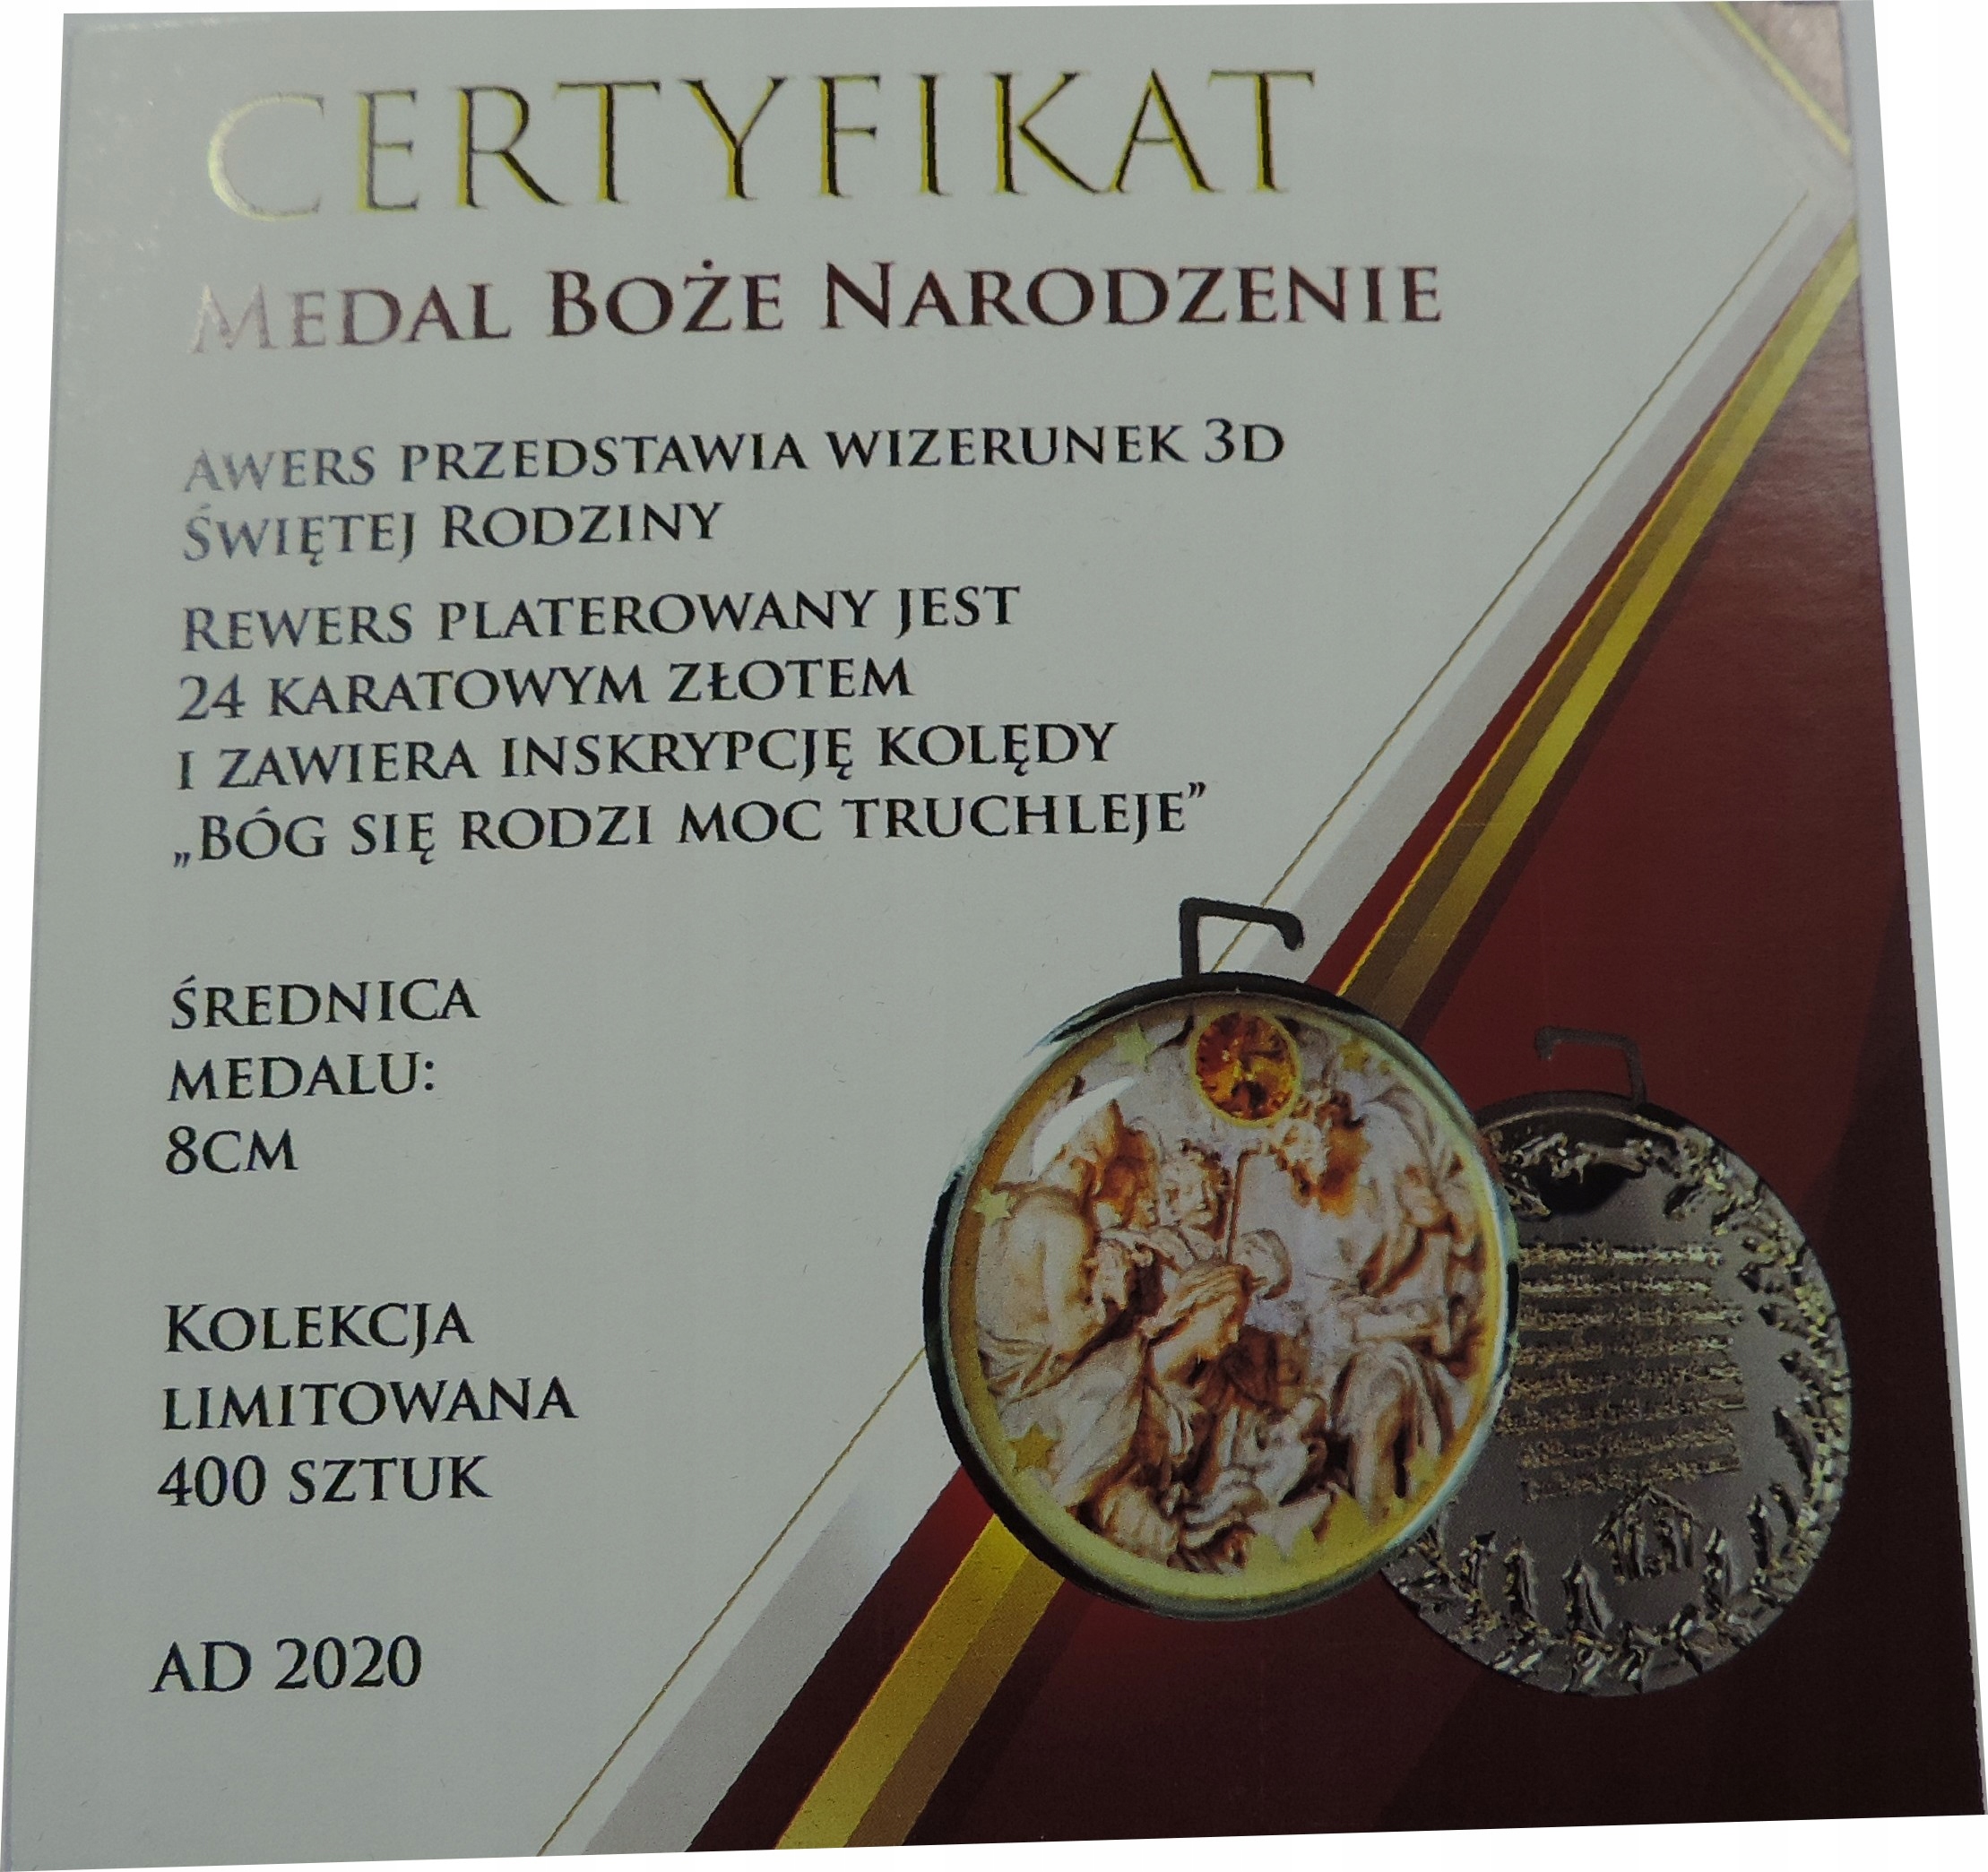 CERTYFIKAT
MEDAL BOŻE NARODZENIE
AWERS PRZEDSTAWIA WIZERUNEK 3D
ŚWIĘTEJ RODZINY
REWERS PLATEROWANY JEST
24 KARATOWYM ZŁOTEM
I ZAWIERA INSKRYPCJĘ KOLĘDY
„BÓG SIĘ RODZI MOC TRUCHLEJE”
ŚREDNICA
MEDALU:
8CM
KOLEKCJA
LIMITOWANA
400 SZTUK
AD 2020